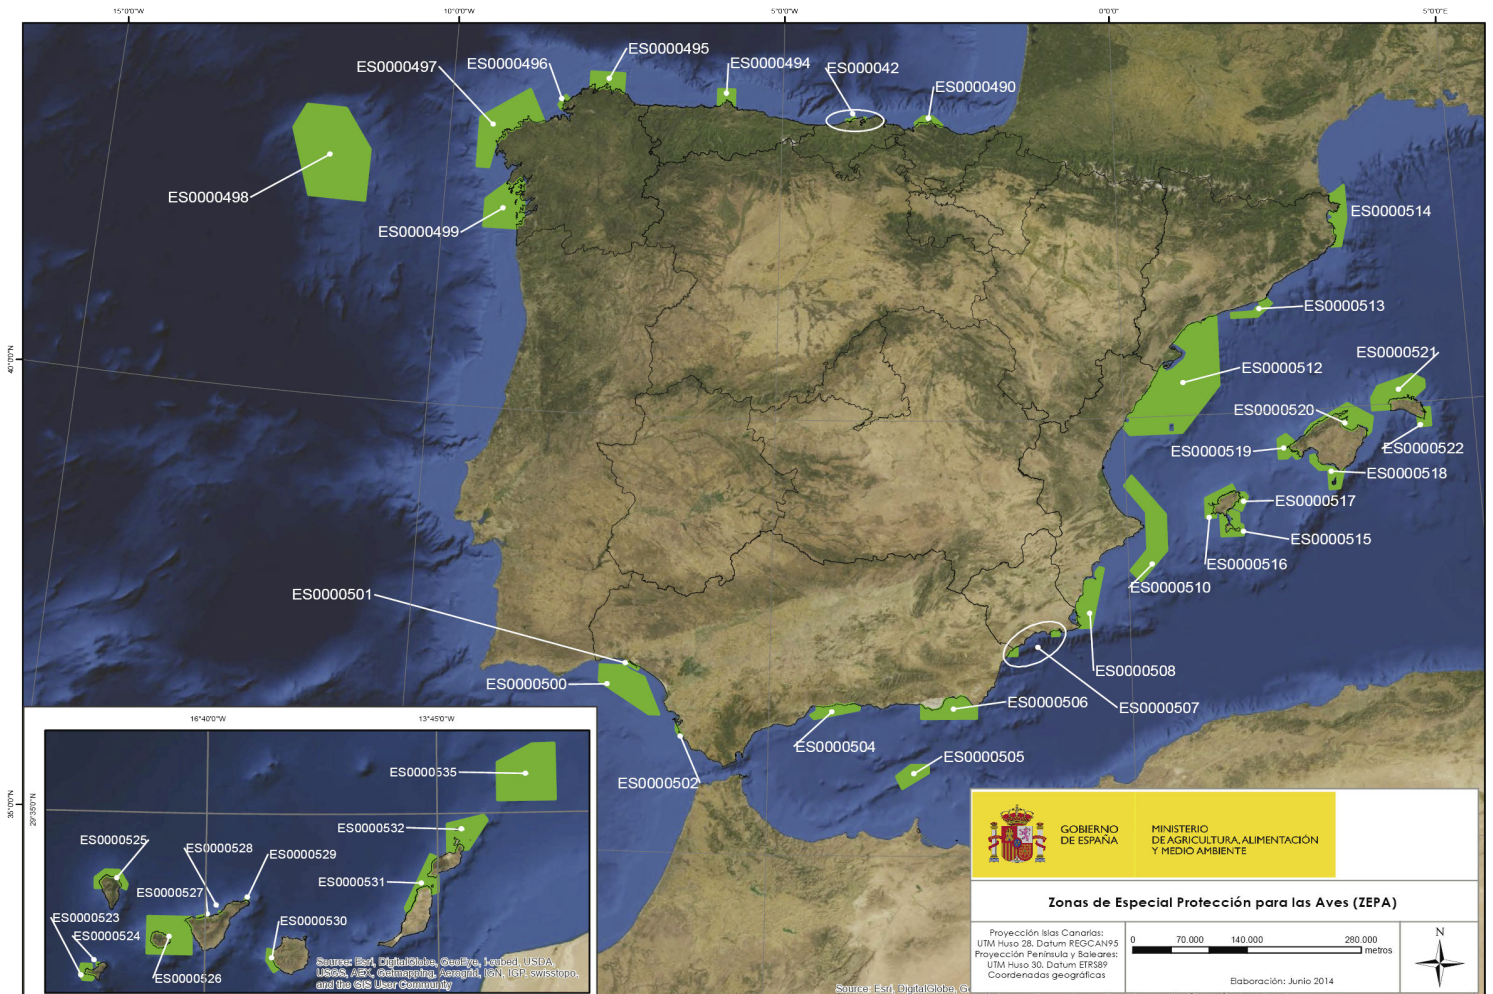 15°0'0"W
10°0'0"W
5°0'0"W
0°0'0"
5°0'0"E
ES0000495
ES0000496
ES0000497
ES0000494
ES000042
ES0000490
ES0000498
ES0000499
ES0000514
ES0000513
40°0'0"N
ES0000521
ES0000512
ES0000520
ES0000519
ES0000522
ES0000518
ES0000517
ES0000515
ES0000516
ES0000510
ES0000501
ES0000508
ES0000500
ES0000506
ES0000507
ES0000504
ES0000505
ES0000502
35°0'0"N
16°40'0"W
13°45'0"W
29°35'0"N
ES0000535
ES0000532
ES0000525
ES0000528
ES0000529
ES0000531
ES0000527
ES0000523
ES0000530
ES0000524
ES0000526
Source: Esri, DigitalGlobe, GeoEye, i-cubed, USDA,
USGS, AEX, Getmapping, Aerogrid, IGN, IGP, swisstopo,
and the GIS User Community
Source: Esri, DigitalGlobe, Ge
GOBIERNO
DE ESPAÑA
MINISTERIO
DE AGRICULTURA, ALIMENTACIÓN
Y MEDIO AMBIENTE
Zonas de Especial Protección para las Aves (ZEPA)
Proyección Islas Canarias:
UTM Huso 28. Datum REGCAN95
Proyección Península y Baleares:
UTM Huso 30. Datum ETRS89
Coordenadas geográficas
0 70.000 140.000 280.000
metros
Elaboración: Junio 2014
N